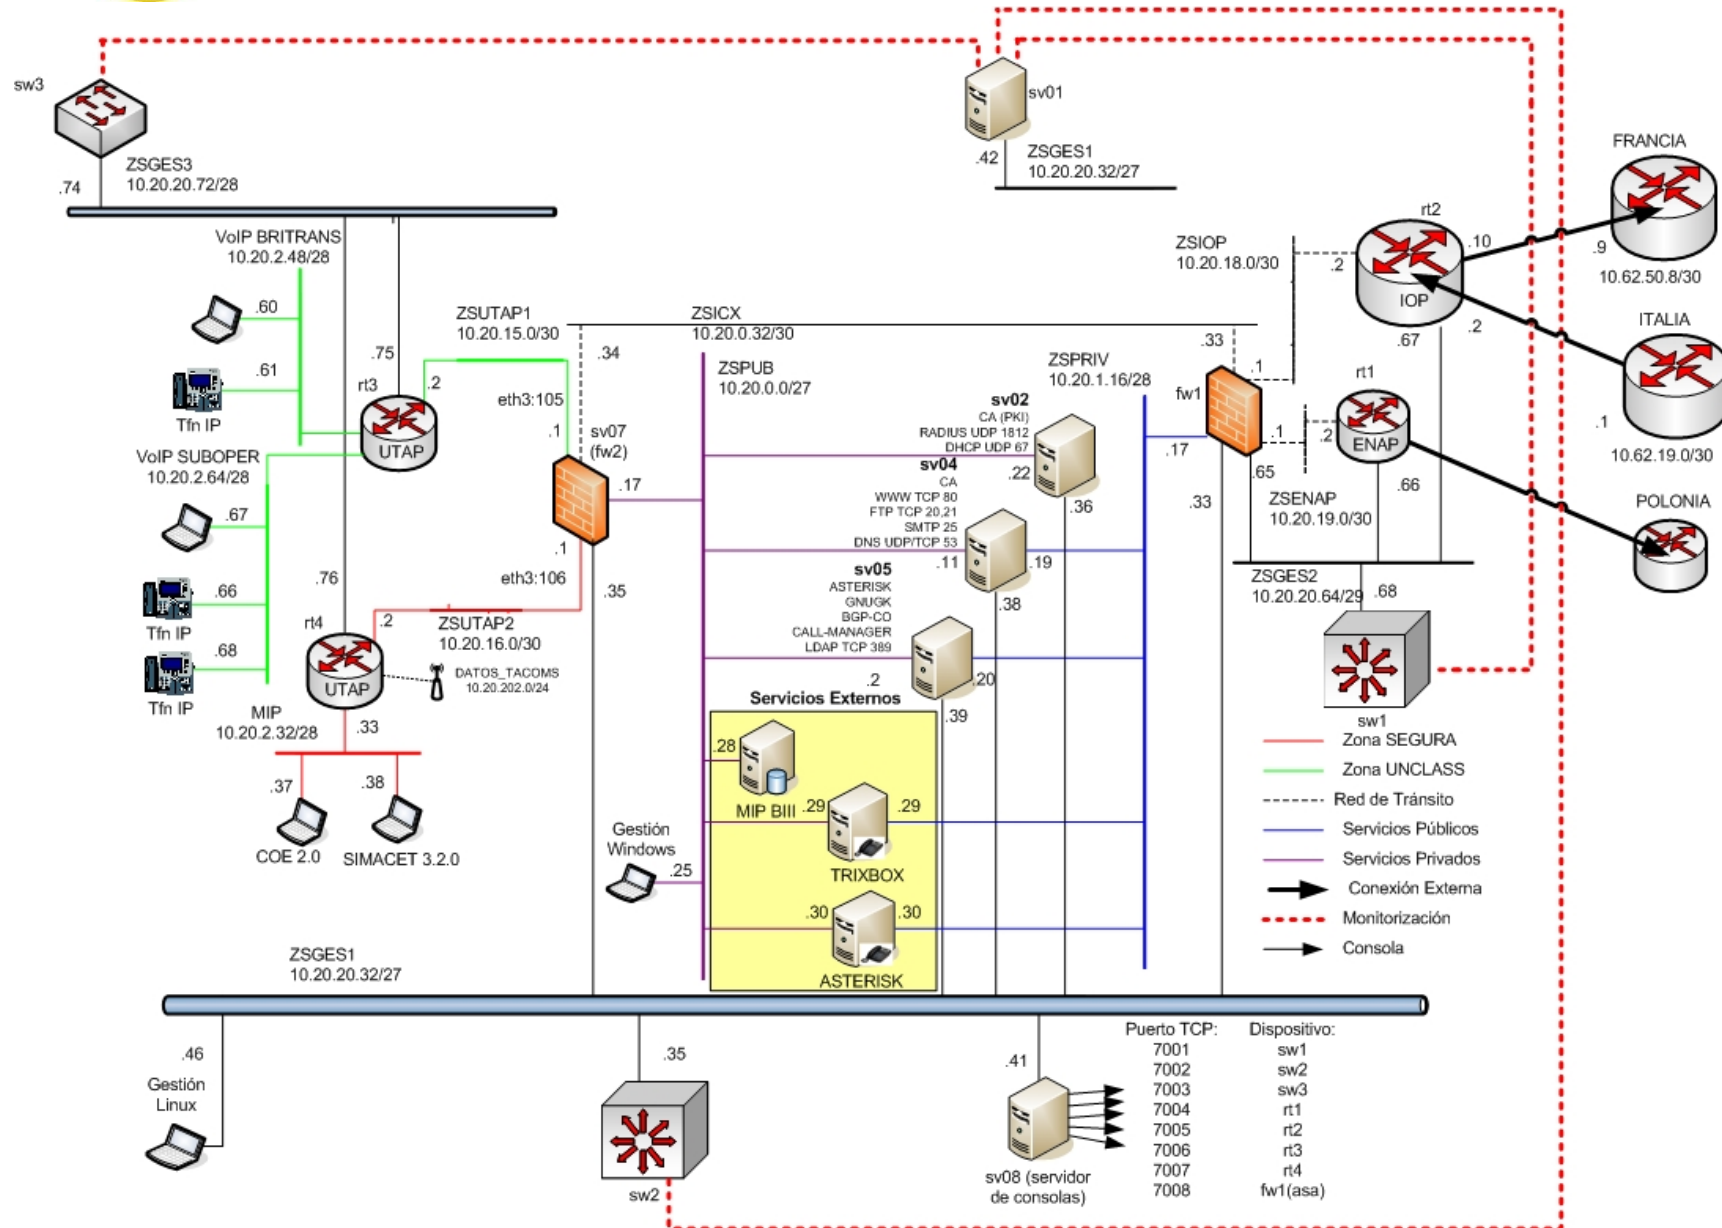 sw3
.74
ZSGES3
10.20.20.72/28
sv01
.42
ZSGES1
10.20.20.32/27
FRANCIA
.9
10.62.50.8/30
ITALIA
.1
10.62.19.0/30
POLONIA
rt2
IOP
.10
.2
.2
.67
ZSIOP
10.20.18.0/30
VoIP BRITRANS
10.20.2.48/28
.60
.61
Tfn IP
VoIP SUBOPER
10.20.2.64/28
.67
.66
Tfn IP
.68
Tfn IP
rt3
.75
.2
UTAP
ZSUTAP1
10.20.15.0/30
eth3:105
.1
.34
sv07
(fw2)
.17
.1
eth3:106
.35
ZSICX
10.20.0.32/30
ZSPUB
10.20.0.0/27
ZSPRIV
10.20.1.16/28
.33
fw1
.1
.1
.17
.65
.33
rt1
.2
ENAP
.66
ZSENAP
10.20.19.0/30
ZSGES2
10.20.20.64/29
.68
sw1
sv02
CA (PKI)
RADIUS UDP 1812
DHCP UDP 67
.22
.36
sv04
CA
WWW TCP 80
FTP TCP 20,21
SMTP 25
DNS UDP/TCP 53
.11
.19
.38
sv05
ASTERISK
GNUGK
BGP-CO
CALL-MANAGER
LDAP TCP 389
.2
.20
.39
rt4
.76
.2
UTAP
ZSUTAP2
10.20.16.0/30
DATOS_TACOMS
10.20.202.0/24
MIP
10.20.2.32/28
.33
.37
.38
COE 2.0
SIMACET 3.2.0
Servicios Externos
.28
MIP BIII
.29
.29
TRIXBOX
.30
.30
ASTERISK
Gestión
Windows
.25
Zona SEGURA
Zona UNCLASS
Red de Tránsito
Servicios Públicos
Servicios Privados
Conexión Externa
Monitorización
Consola
ZSGES1
10.20.20.32/27
.46
Gestión
Linux
.35
sw2
.41
sv08 (servidor
de consolas)
Puerto TCP: Dispositivo:
7001 sw1
7002 sw2
7003 sw3
7004 rt1
7005 rt2
7006 rt3
7007 rt4
7008 fw1(asa)